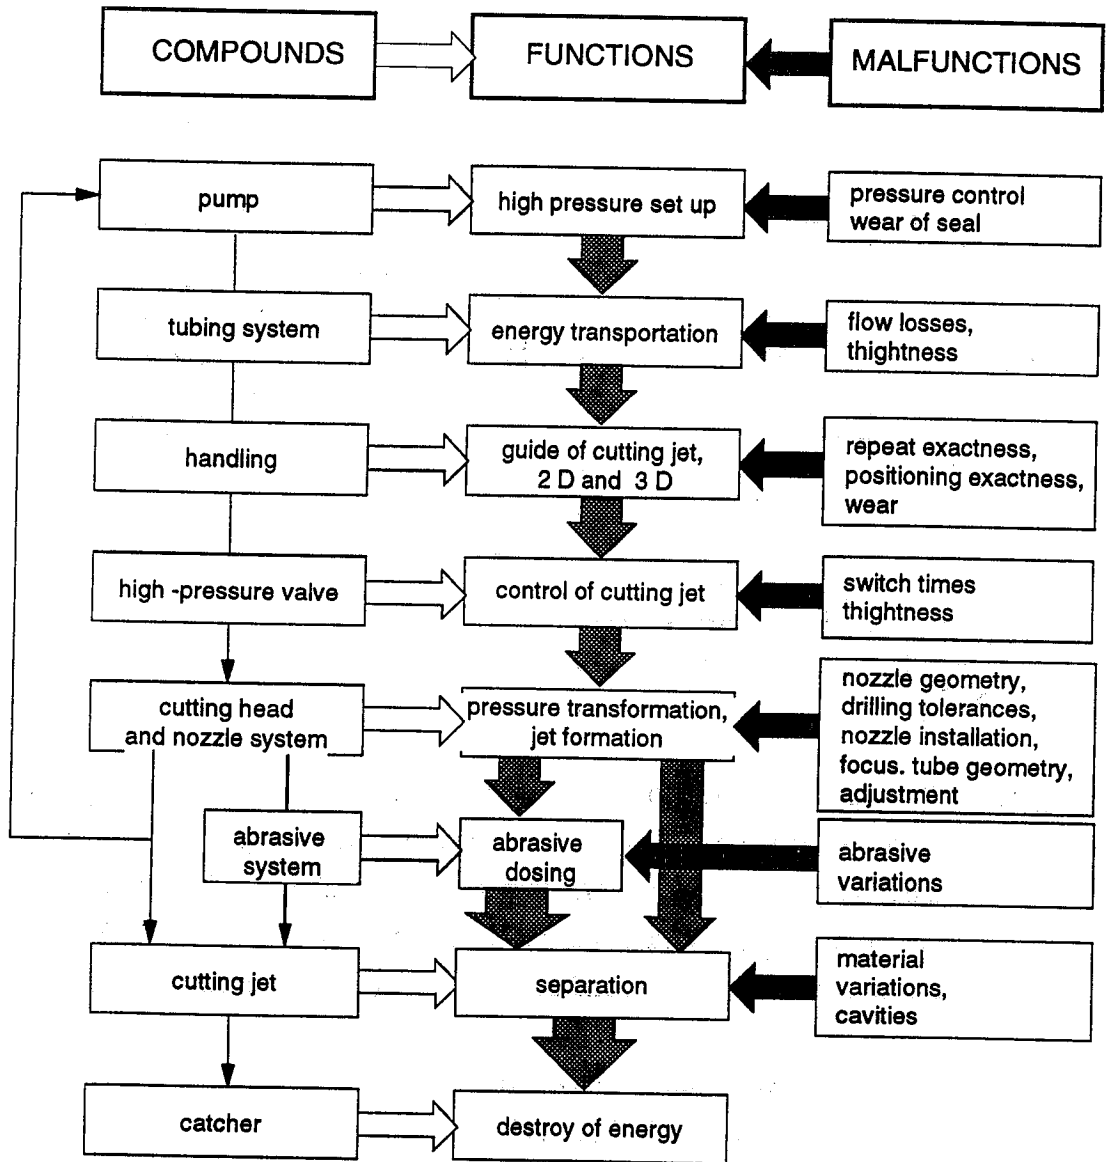 COMPOUNDS
FUNCTIONS
MALFUNCTIONS
pump
high pressure set up
pressure control
wear of seal
tubing system
energy transportation
flow losses,
thightness
handling
guide of cutting jet,
2 D and 3 D
repeat exactness,
positioning exactness,
wear
high -pressure valve
control of cutting jet
switch times
thightness
cutting head
and nozzle system
pressure transformation,
jet formation
nozzle geometry,
drilling tolerances,
nozzle installation,
focus. tube geometry,
adjustment
abrasive
system
abrasive
dosing
abrasive
variations
cutting jet
separation
material
variations,
cavities
catcher
destroy of energy